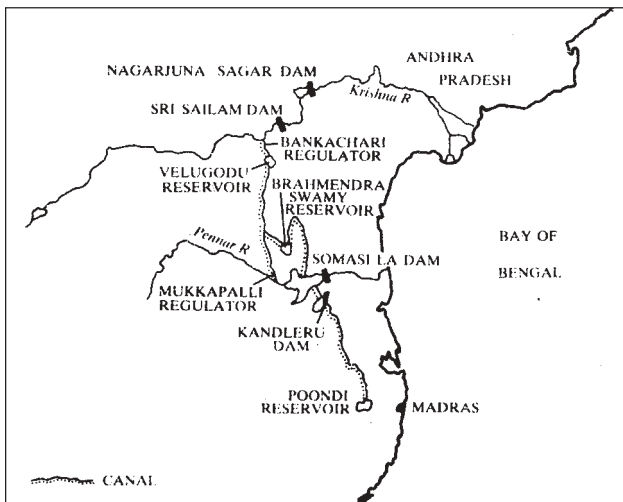 ANDHRA
PRADESH
NAGARJUNA SAGAR DAM
Krishna R
SRI SAILAM DAM
BANKACHARI
REGULATOR
VELUGODU
RESERVOIR
BRAHMENDRA
SWAMY
RESERVOIR
BAY OF
BENGAL
Pennar R
SOMASI LA DAM
MUKKAPALLI
REGULATOR
KANDLERU
DAM
POONDI
RESERVOIR
MADRAS
CANAL